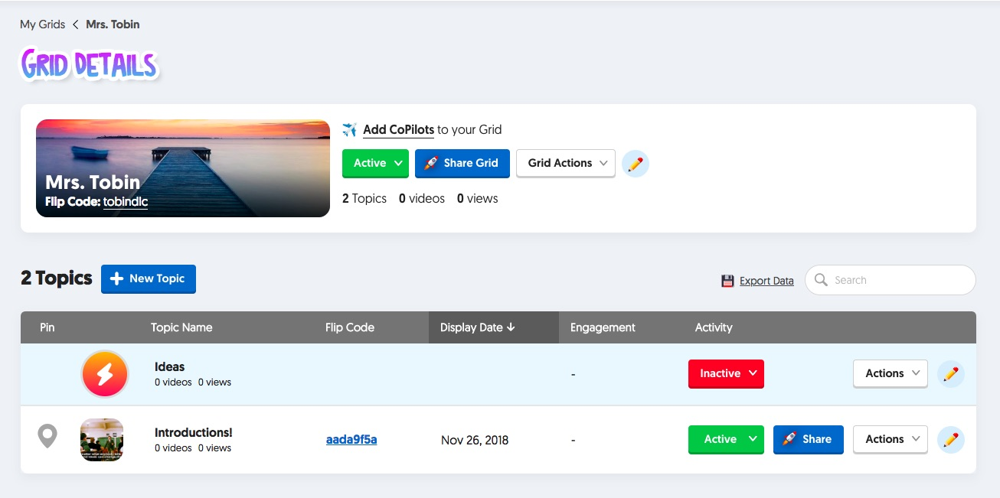 My Grids < Mrs. Tobin
GRID DETAILS
Add CoPilots to your Grid
Active Share Grid Grid Actions
Mrs. Tobin
Flip Code: tobindlc
2 Topics 0 videos 0 views
2 Topics + New Topic Export Data Search
Pin Topic Name Flip Code Display Date ↓ Engagement Activity
Ideas
0 videos 0 views
- Inactive Actions
Introductions!
0 videos 0 views
aada9f5a Nov 26, 2018 - Active Share Actions